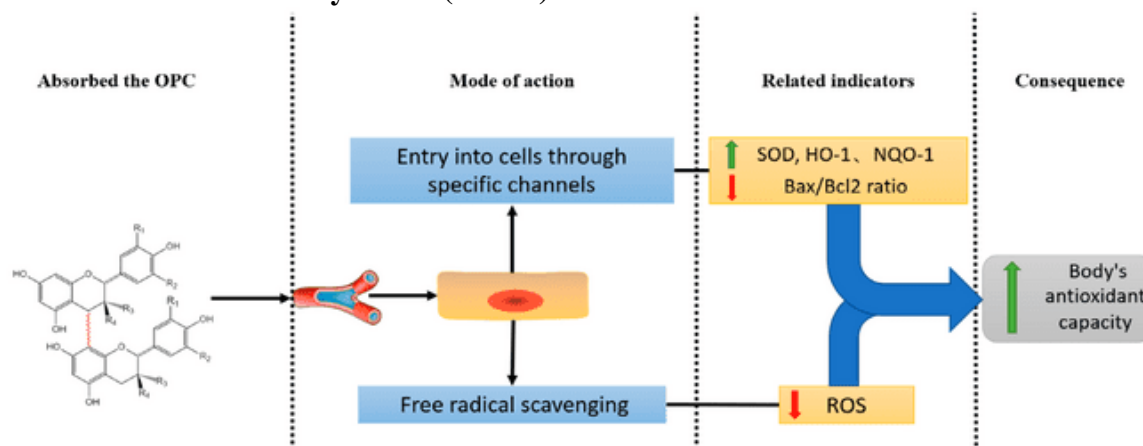 Absorbed the OPC
Mode of action
Related indicators
Consequence
Entry into cells through
specific channels
SOD, HO-1、NQO-1
Bax/Bcl2 ratio
Body's
antioxidant
capacity
Free radical scavenging
ROS
R₁
OH
HO
O
R₂
R₃
R₄
OH
R₁
OH
HO
O
R₂
R₃
R₄
OH